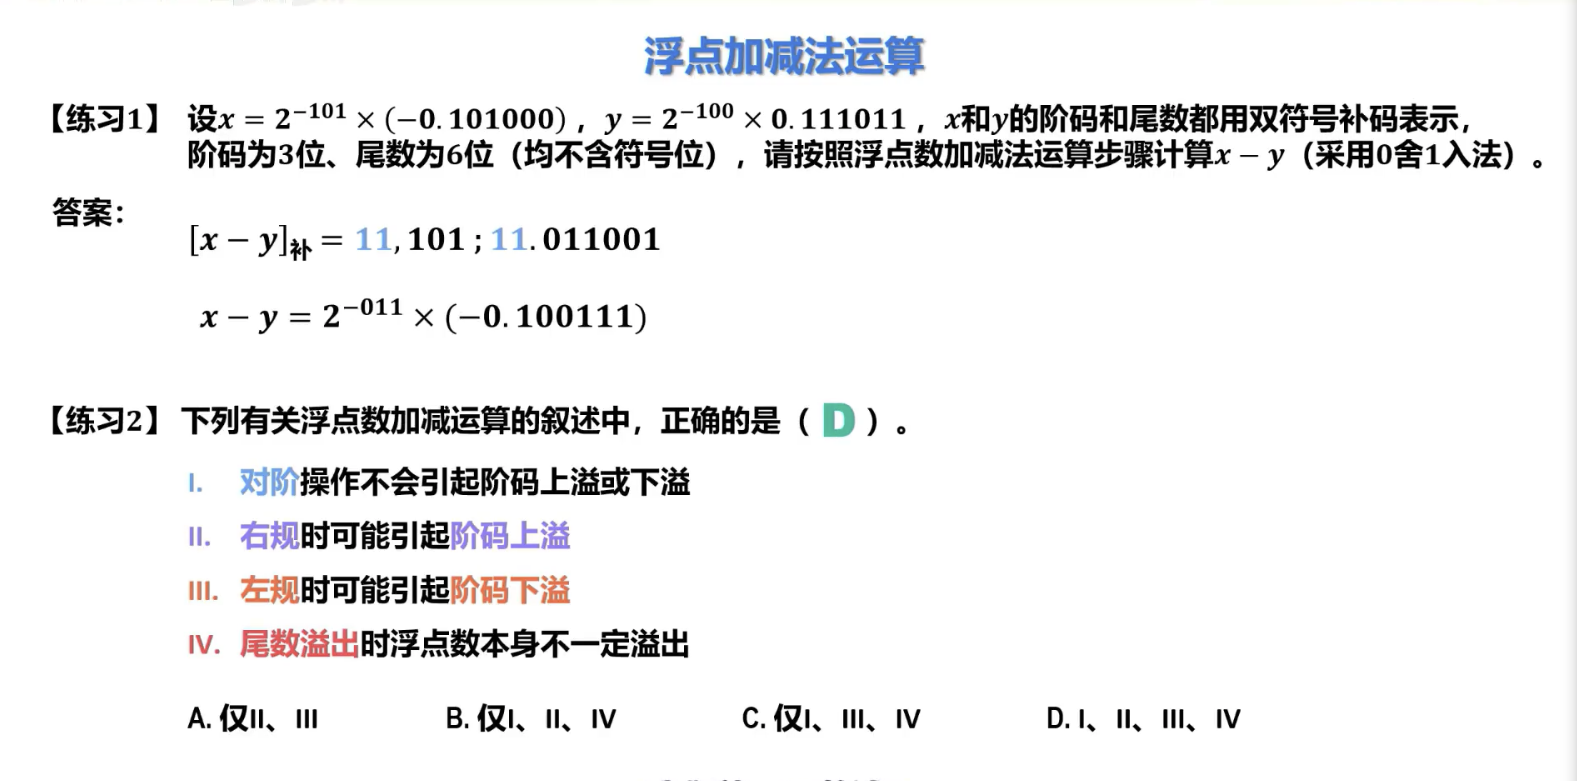 浮点加减法运算
【练习1】 设x = 2⁻¹⁰¹ × (−0.101000)，y = 2⁻¹⁰⁰ × 0.111011，x和y的阶码和尾数都用双符号补码表示，
阶码为3位、尾数为6位（均不含符号位），请按照浮点数加减法运算步骤计算x − y（采用0舍1入法）。
答案：
[x − y]补 = 11, 101 ; 11. 011001
x − y = 2⁻⁰¹¹ × (−0.100111)
【练习2】 下列有关浮点数加减运算的叙述中，正确的是（ D ）。
I. 对阶操作不会引起阶码上溢或下溢
II. 右规时可能引起阶码上溢
III. 左规时可能引起阶码下溢
IV. 尾数溢出时浮点数本身不一定溢出
A. 仅II、III B. 仅I、II、IV C. 仅I、III、IV D. I、II、III、IV